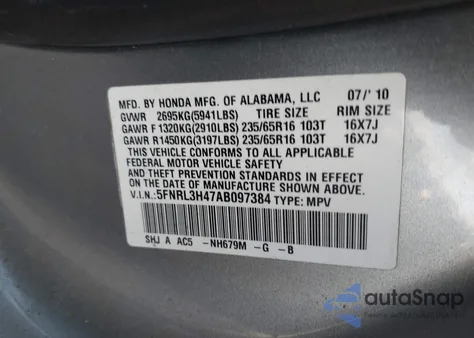 MFD. BY HONDA MFG. OF ALABAMA, LLC 07/'10
GVWR 2695KG(5941LBS) TIRE SIZE RIM SIZE
GAWR F 1320KG(2910LBS) 235/65R16 103T 16X7J
GAWR R1450KG(3197LBS) 235/65R16 103T 16X7J
THIS VEHICLE CONFORMS TO ALL APPLICABLE
FEDERAL MOTOR VEHICLE SAFETY
AND THEFT PREVENTION STANDARDS IN EFFECT
ON THE DATE OF MANUFACTURE SHOWN ABOVE.
V.I.N.:5FNRL3H47AB097384 TYPE: MPV
SHJ A AC5 -NH679M -G -B
autoSnap